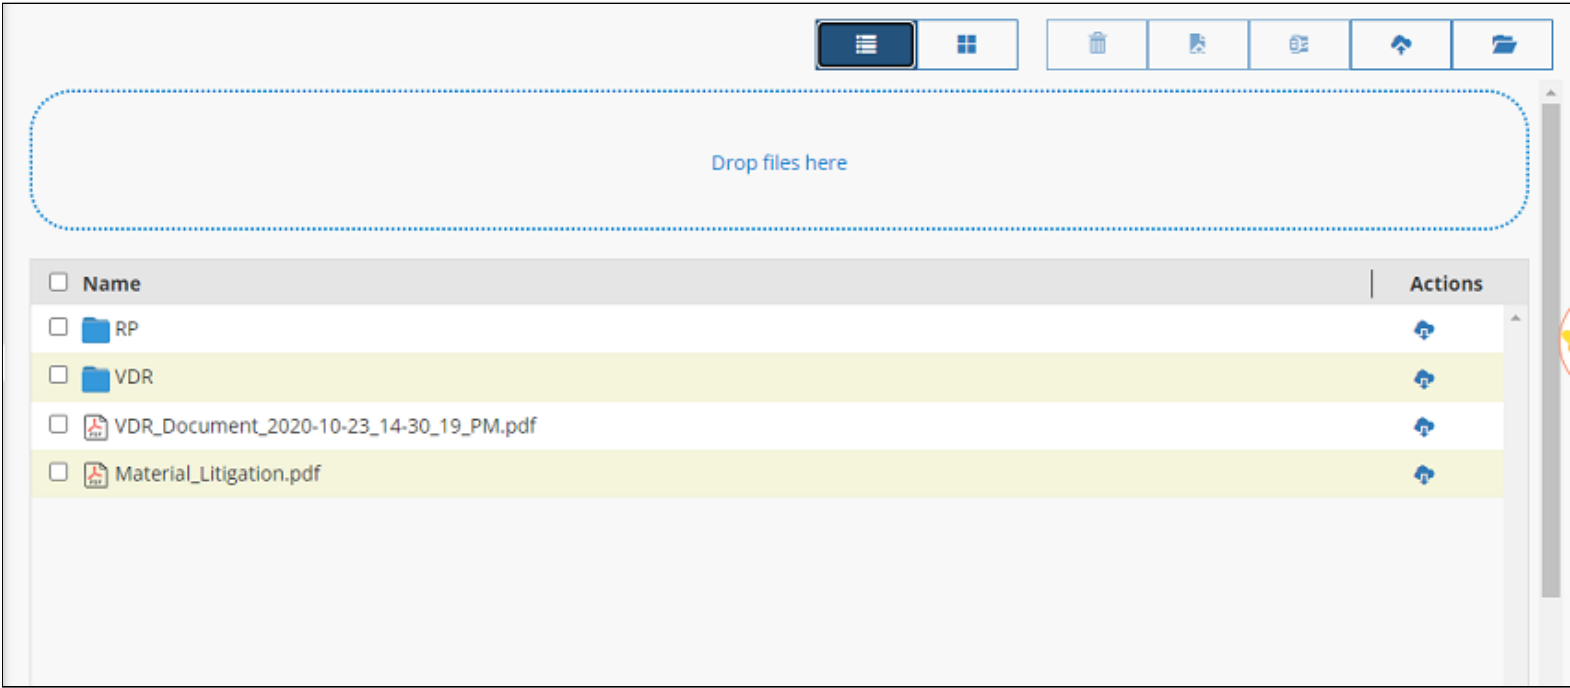 Drop files here
Name Actions
RP
VDR
VDR_Document_2020-10-23_14-30_19_PM.pdf
Material_Litigation.pdf